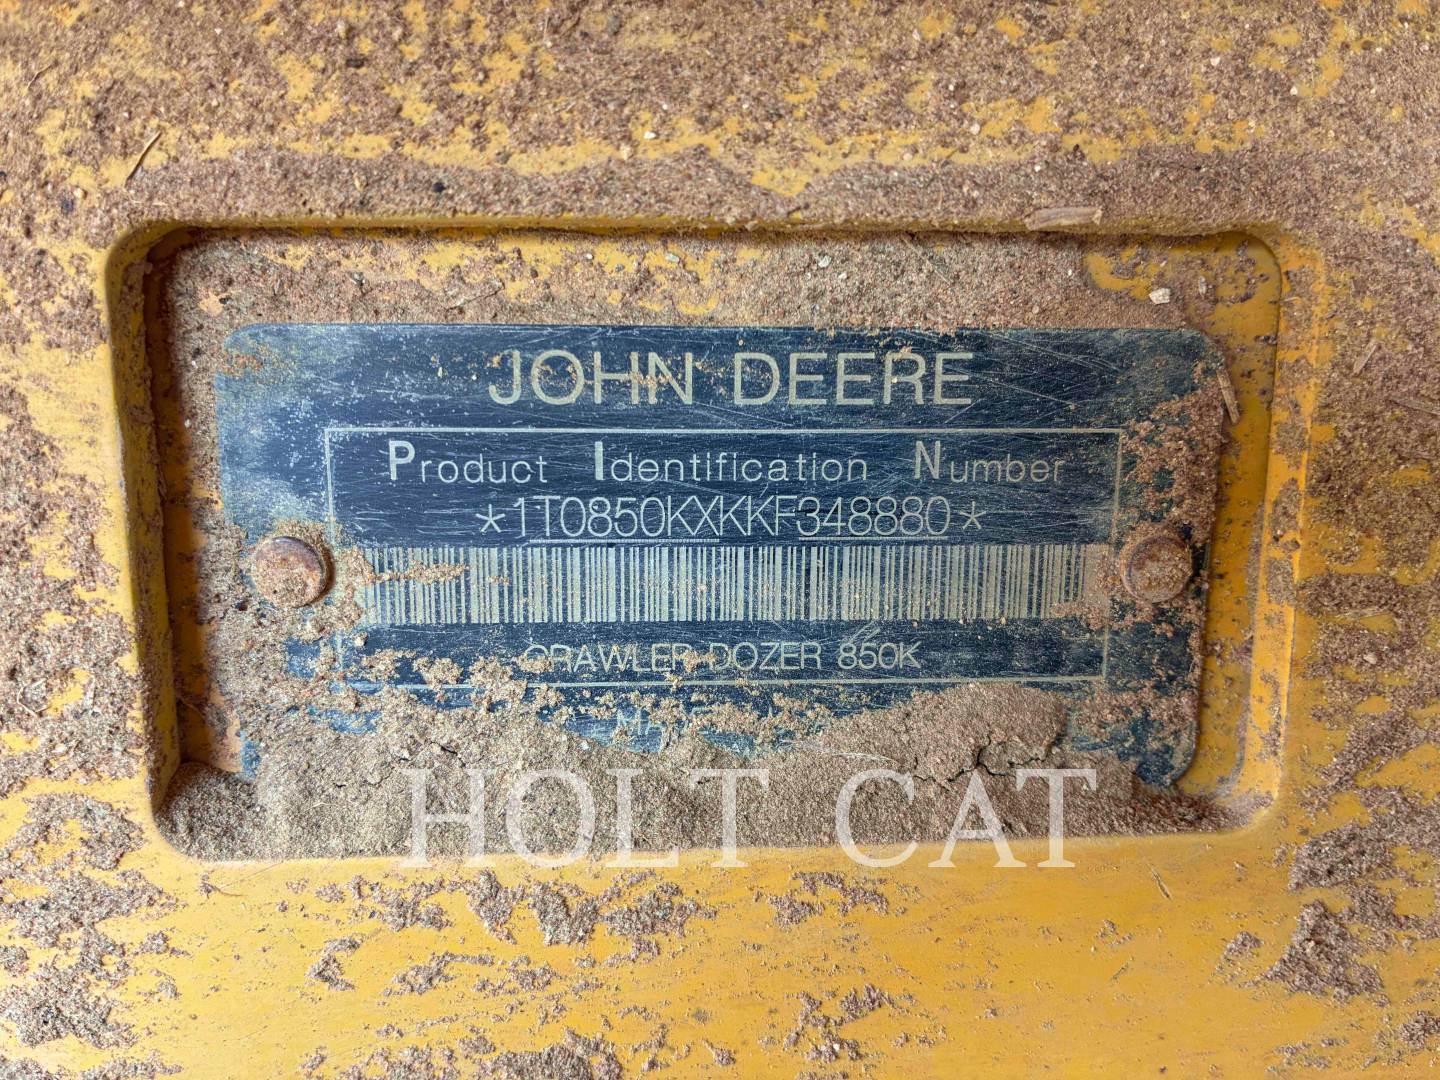 JOHN DEERE
Product Identification Number
*1T0850KXKKF348880*
CRAWLER DOZER 850K
HOLT CAT